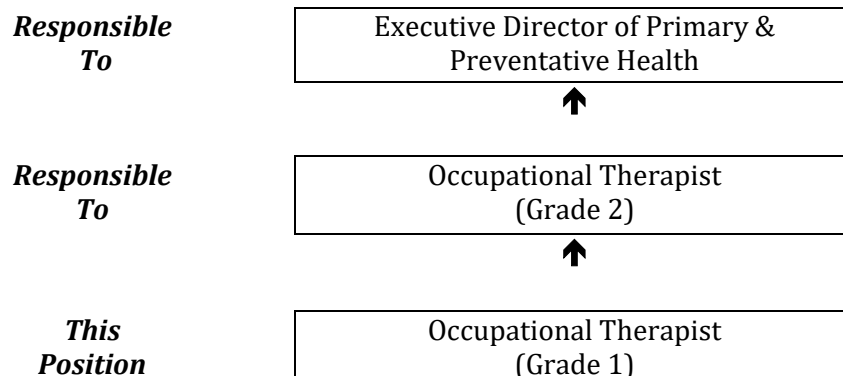 Responsible Executive Director of Primary &
To Preventative Health
Responsible Occupational Therapist
To (Grade 2)
This Occupational Therapist
Position (Grade 1)